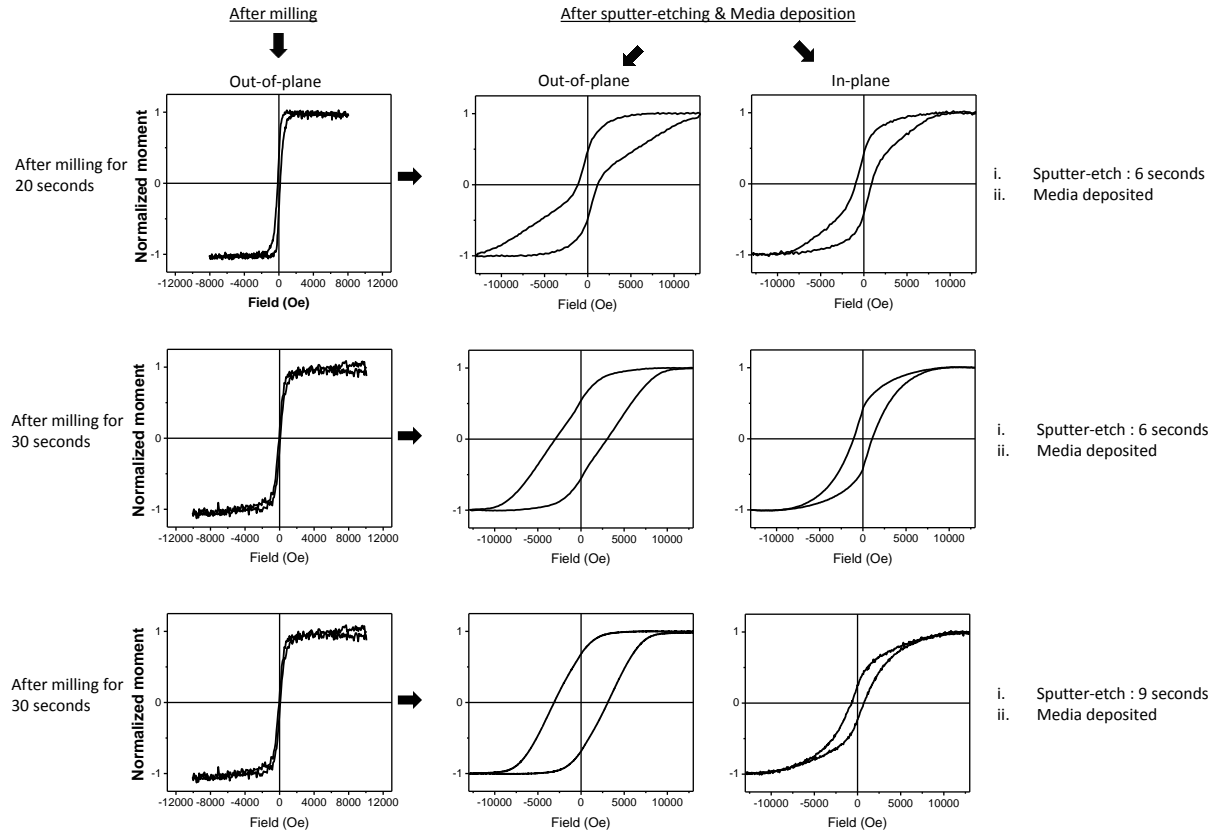 After milling
After sputter-etching & Media deposition
Out-of-plane
Out-of-plane
In-plane
After milling for
20 seconds
Normalized moment
1
0
-1
-12000 -8000 -4000 0 4000 8000 12000
Field (Oe)
1
0
-1
-10000 -5000 0 5000 10000
Field (Oe)
1
0
-1
-10000 -5000 0 5000 10000
Field (Oe)
i. Sputter-etch : 6 seconds
ii. Media deposited
After milling for
30 seconds
Normalized moment
1
0
-1
-12000 -8000 -4000 0 4000 8000 12000
Field (Oe)
1
0
-1
-10000 -5000 0 5000 10000
Field (Oe)
1
0
-1
-10000 -5000 0 5000 10000
Field (Oe)
i. Sputter-etch : 6 seconds
ii. Media deposited
After milling for
30 seconds
Normalized moment
1
0
-1
-12000 -8000 -4000 0 4000 8000 12000
Field (Oe)
1
0
-1
-10000 -5000 0 5000 10000
Field (Oe)
1
0
-1
-10000 -5000 0 5000 10000
Field (Oe)
i. Sputter-etch : 9 seconds
ii. Media deposited